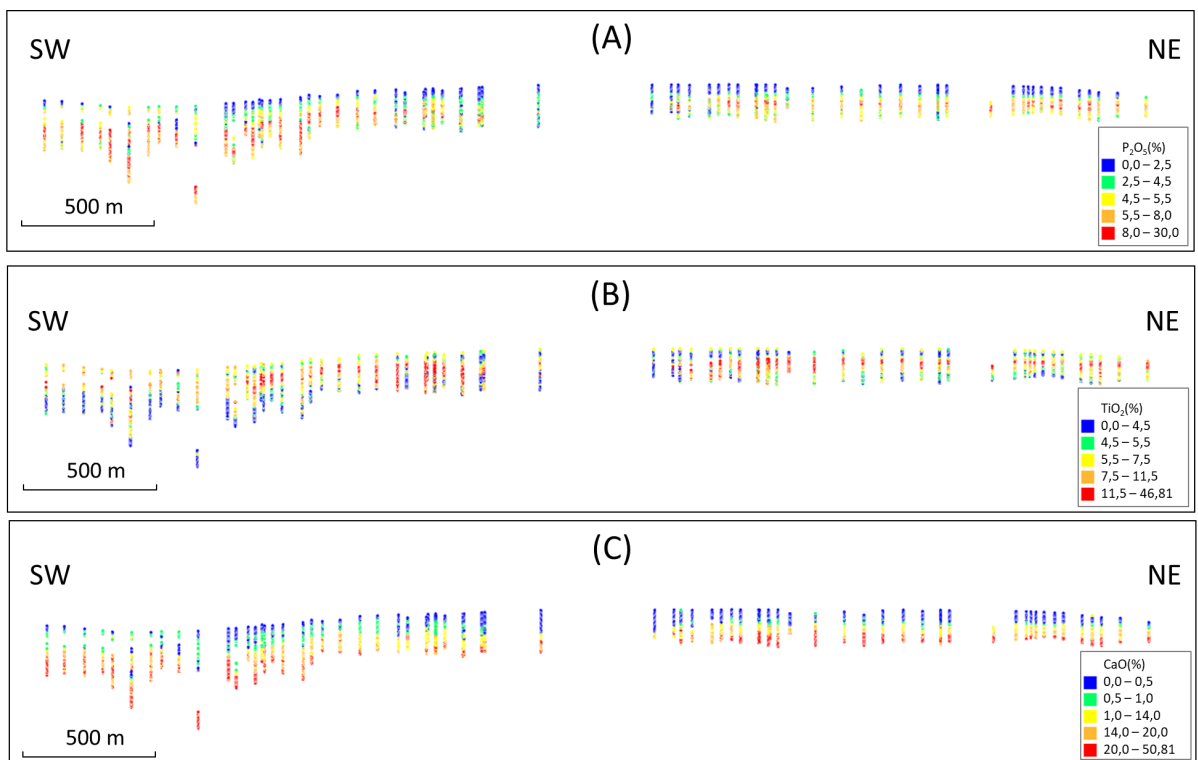 (A)
SW
NE
500 m
P₂O₅(%)
0,0 – 2,5
2,5 – 4,5
4,5 – 5,5
5,5 – 8,0
8,0 – 30,0
(B)
SW
NE
500 m
TiO₂(%)
0,0 – 4,5
4,5 – 5,5
5,5 – 7,5
7,5 – 11,5
11,5 – 46,81
(C)
SW
NE
500 m
CaO(%)
0,0 – 0,5
0,5 – 1,0
1,0 – 14,0
14,0 – 20,0
20,0 – 50,81